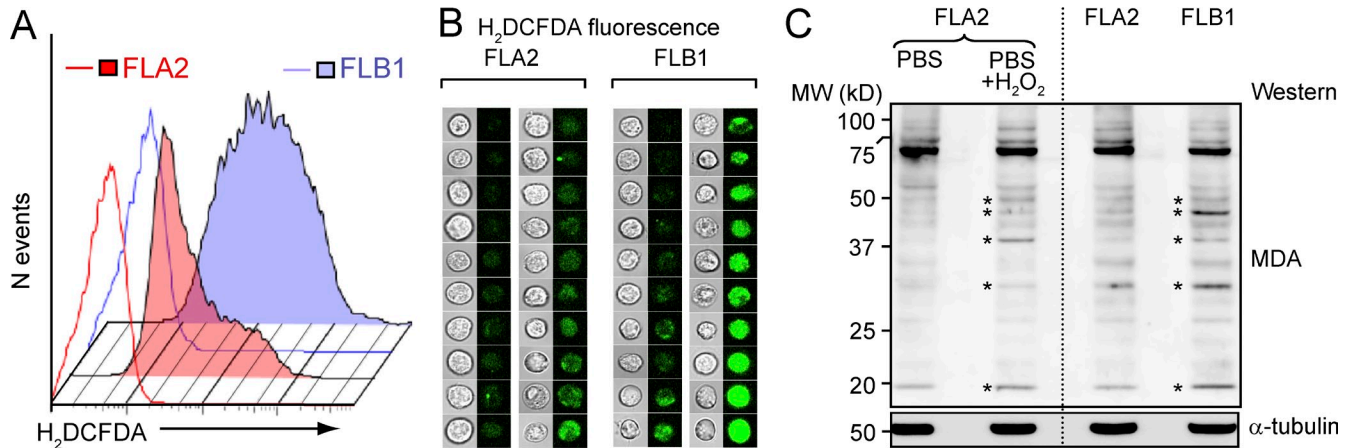 A
FLA2
FLB1
N events
H₂DCFDA
B
H₂DCFDA fluorescence
FLA2
FLB1
C
FLA2
FLA2
FLB1
PBS
PBS
+H₂O₂
MW (kD)
Western
100
75
50
*
*
*
*
37
*
*
MDA
*
*
25
20
*
*
50
α-tubulin